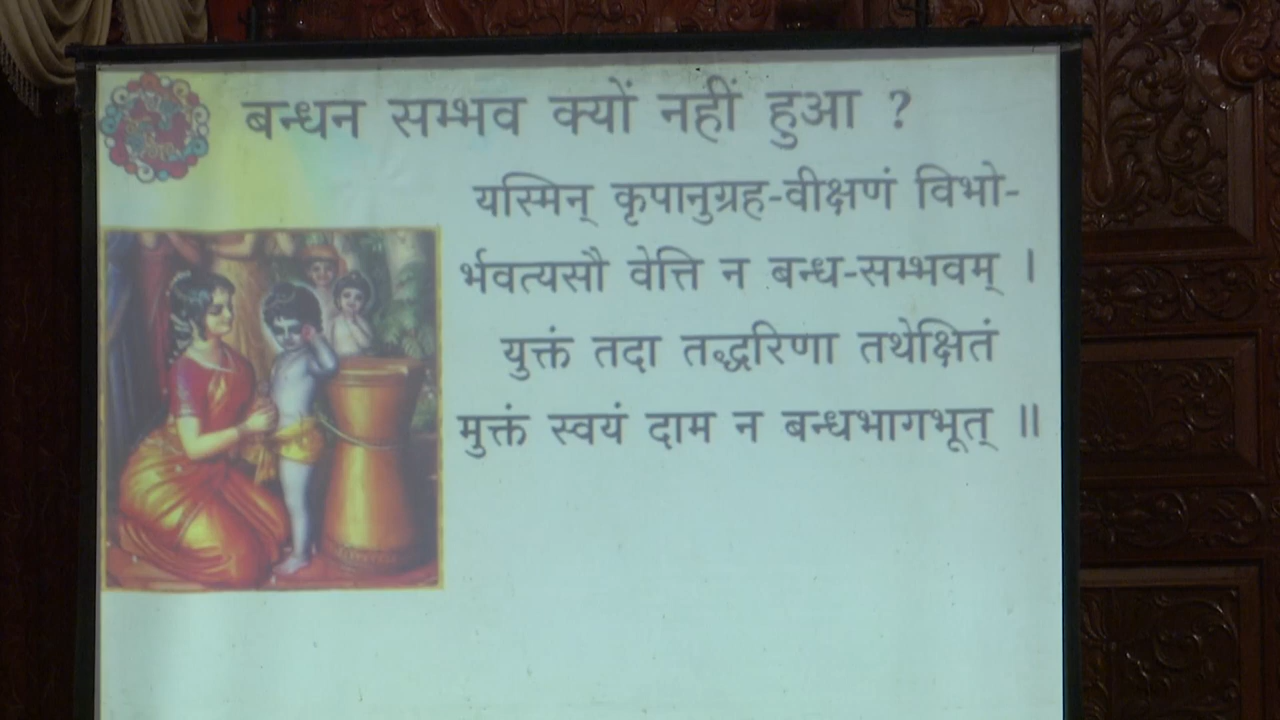 बन्धन सम्भव क्यों नहीं हुआ ?
यस्मिन् कृपानुग्रह-वीक्षणं विभो-
र्भवत्यसौ वेत्ति न बन्ध-सम्भवम् ।
युक्तं तदा तद्धरिणा तथेक्षितं
मुक्तं स्वयं दाम न बन्धभागभूत् ॥